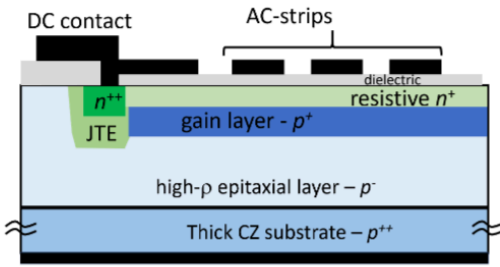 DC contact
AC-strips
dielectric
n⁺⁺
resistive n⁺
gain layer - p⁺
JTE
high-ρ epitaxial layer – p⁻
Thick CZ substrate – p⁺⁺